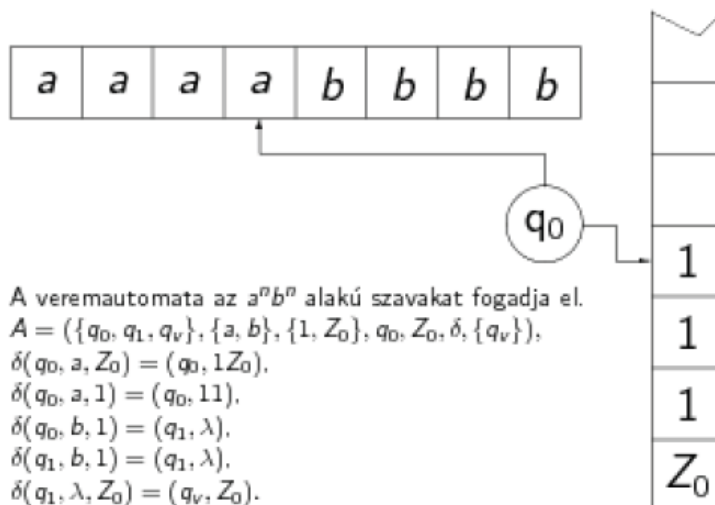 a a a a b b b b
q₀
1
1
1
Z₀
A veremautomata az aⁿbⁿ alakú szavakat fogadja el.
A = ({q₀, q₁, qᵥ}, {a, b}, {1, Z₀}, q₀, Z₀, δ, {qᵥ}),
δ(q₀, a, Z₀) = (q₀, 1Z₀),
δ(q₀, a, 1) = (q₀, 11),
δ(q₀, b, 1) = (q₁, λ),
δ(q₁, b, 1) = (q₁, λ),
δ(q₁, λ, Z₀) = (qᵥ, Z₀).